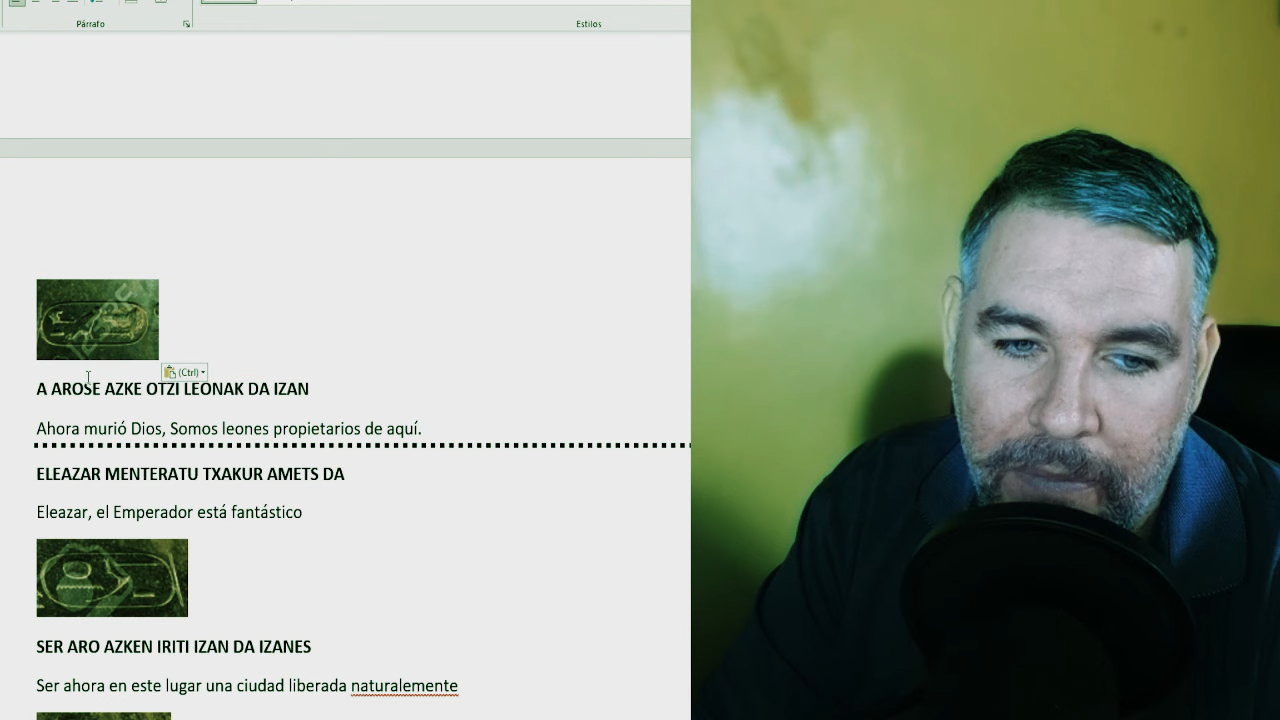 Párrafo
Estilos
(Ctrl)
A AROSE AZKE OTZI LEONAK DA IZAN
Ahora murió Dios, Somos leones propietarios de aquí.
ELEAZAR MENTERATU TXAKUR AMETS DA
Eleazar, el Emperador está fantástico
SER ARO AZKEN IRITI IZAN DA IZANES
Ser ahora en este lugar una ciudad liberada naturalemente